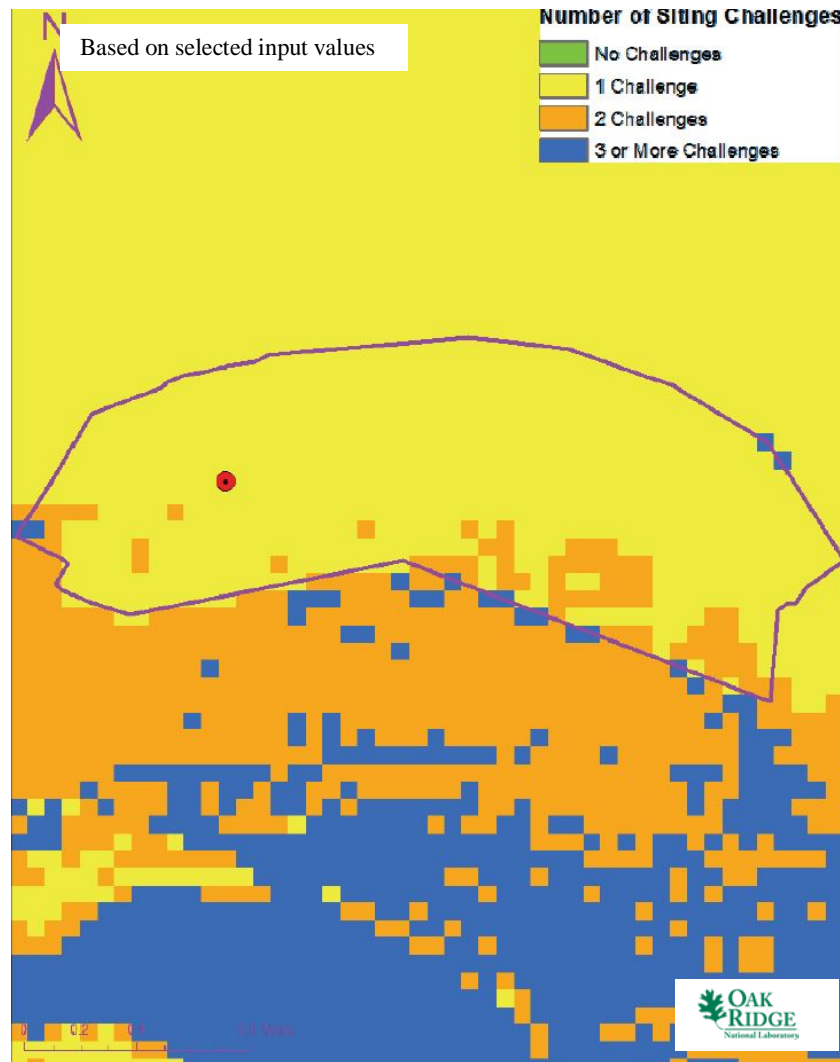 N
Based on selected input values
Number of Siting Challenges
No Challenges
1 Challenge
2 Challenges
3 or More Challenges
0 0.2
OAK
RIDGE
National Laboratory